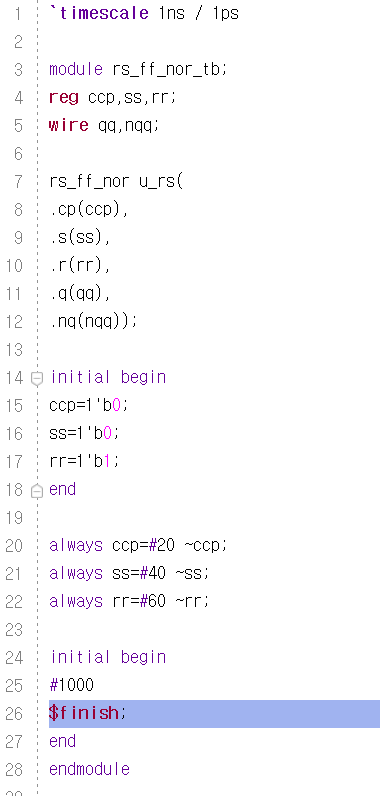 1 `timescale 1ns / 1ps
2
3 module rs_ff_nor_tb;
4 reg ccp,ss,rr;
5 wire qq,nqq;
6
7 rs_ff_nor u_rs(
8 .cp(ccp),
9 .s(ss),
10 .r(rr),
11 .q(qq),
12 .nq(nqq));
13
14 initial begin
15 ccp=1'b0;
16 ss=1'b0;
17 rr=1'b1;
18 end
19
20 always ccp=#20 ~ccp;
21 always ss=#40 ~ss;
22 always rr=#60 ~rr;
23
24 initial begin
25 #1000
26 $finish;
27 end
28 endmodule